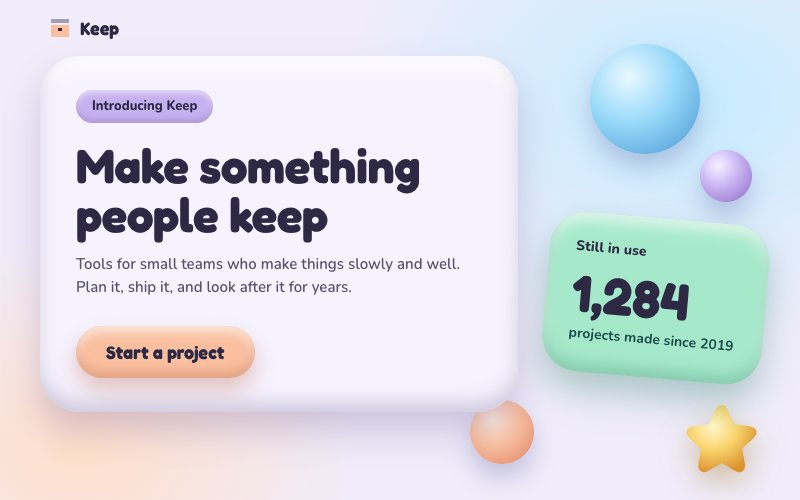 Keep
Introducing Keep
Make something
people keep
Tools for small teams who make things slowly and well.
Plan it, ship it, and look after it for years.
Start a project
Still in use
1,284
projects made since 2019